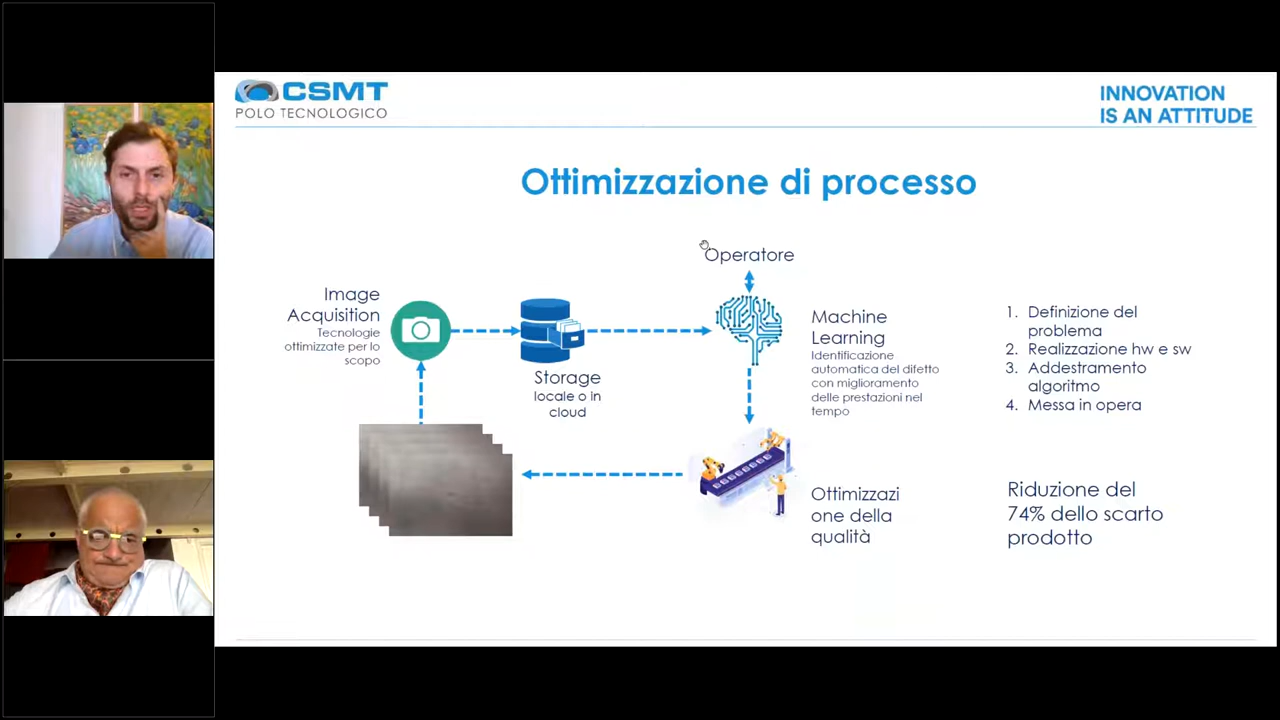 CSMT
POLO TECNOLOGICO
INNOVATION
IS AN ATTITUDE
Ottimizzazione di processo
Operatore
Image
Acquisition
Tecnologie
ottimizzate per lo
scopo
Storage
locale o in
cloud
Machine
Learning
Identificazione
automatica del difetto
con miglioramento
delle prestazioni nel
tempo
1. Definizione del
problema
2. Realizzazione hw e sw
3. Addestramento
algoritmo
4. Messa in opera
Ottimizzazi
one della
qualità
Riduzione del
74% dello scarto
prodotto